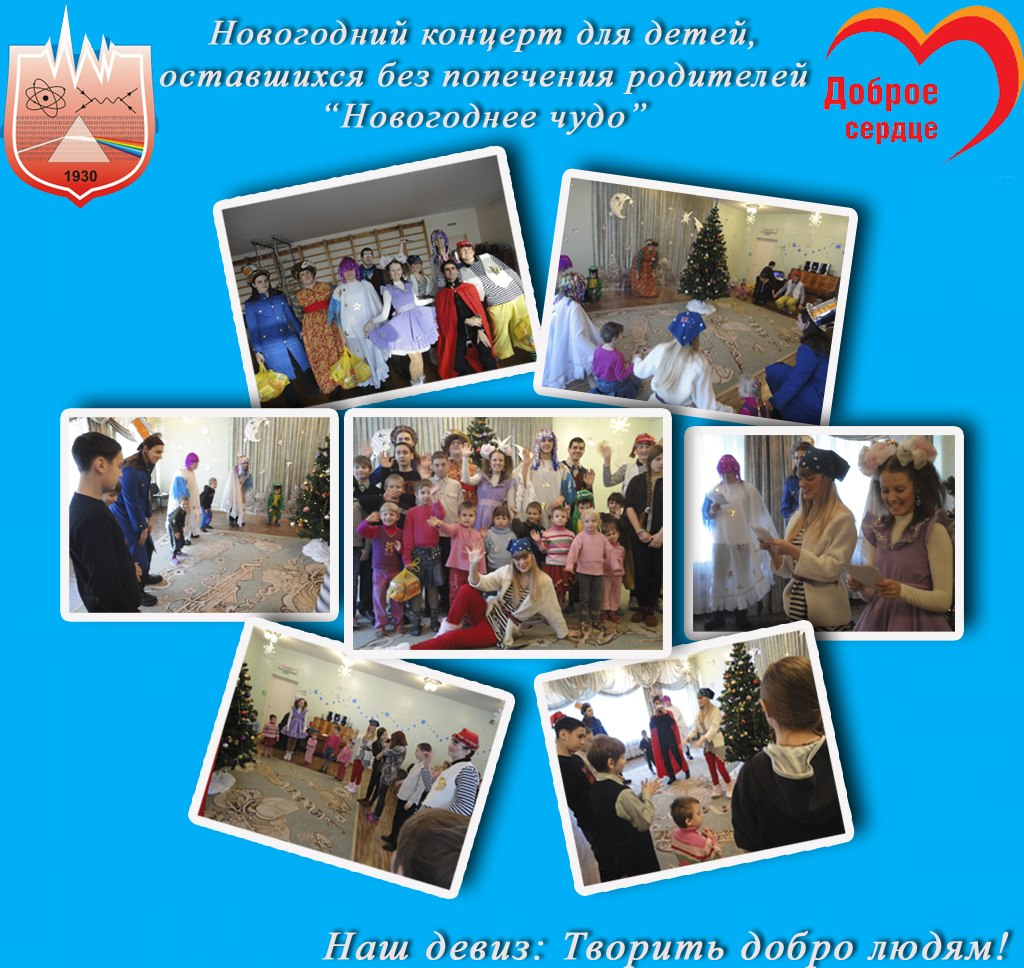 Новогодний концерт для детей,
оставшихся без попечения родителей
“Новогоднее чудо”
Доброе
сердце
1930
Наш девиз: Творить добро людям!